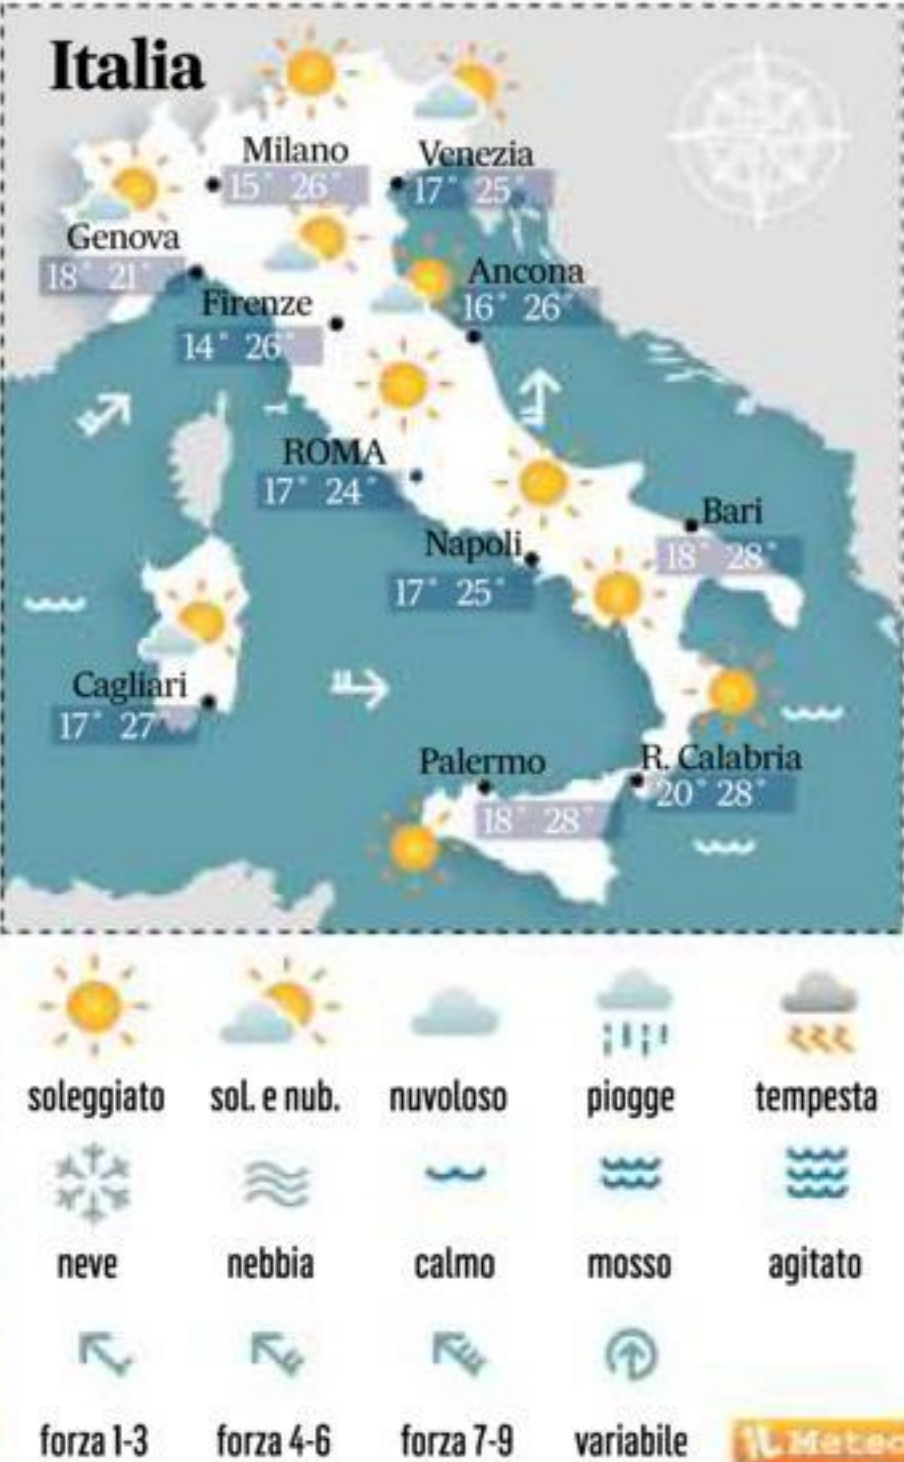 Italia
Milano
15° 26°
Venezia
17° 25°
Genova
18° 21°
Ancona
16° 26°
Firenze
14° 26°
ROMA
17° 24°
Bari
18° 28°
Napoli
17° 25°
Cagliari
17° 27°
Palermo
18° 28°
R. Calabria
20° 28°
soleggiato sol. e nub. nuvoloso piogge tempesta
neve nebbia calmo mosso agitato
forza 1-3 forza 4-6 forza 7-9 variabile
iL Meteo